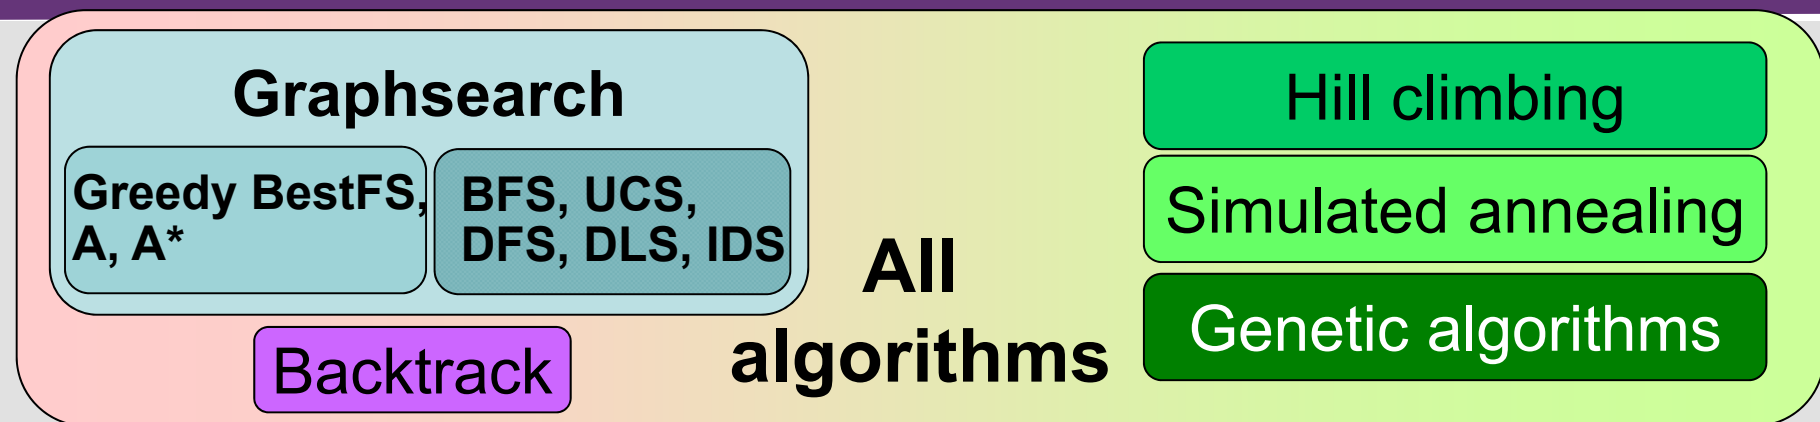 Graphsearch
Greedy BestFS,
A, A*
BFS, UCS,
DFS, DLS, IDS
Backtrack
All
algorithms
Hill climbing
Simulated annealing
Genetic algorithms